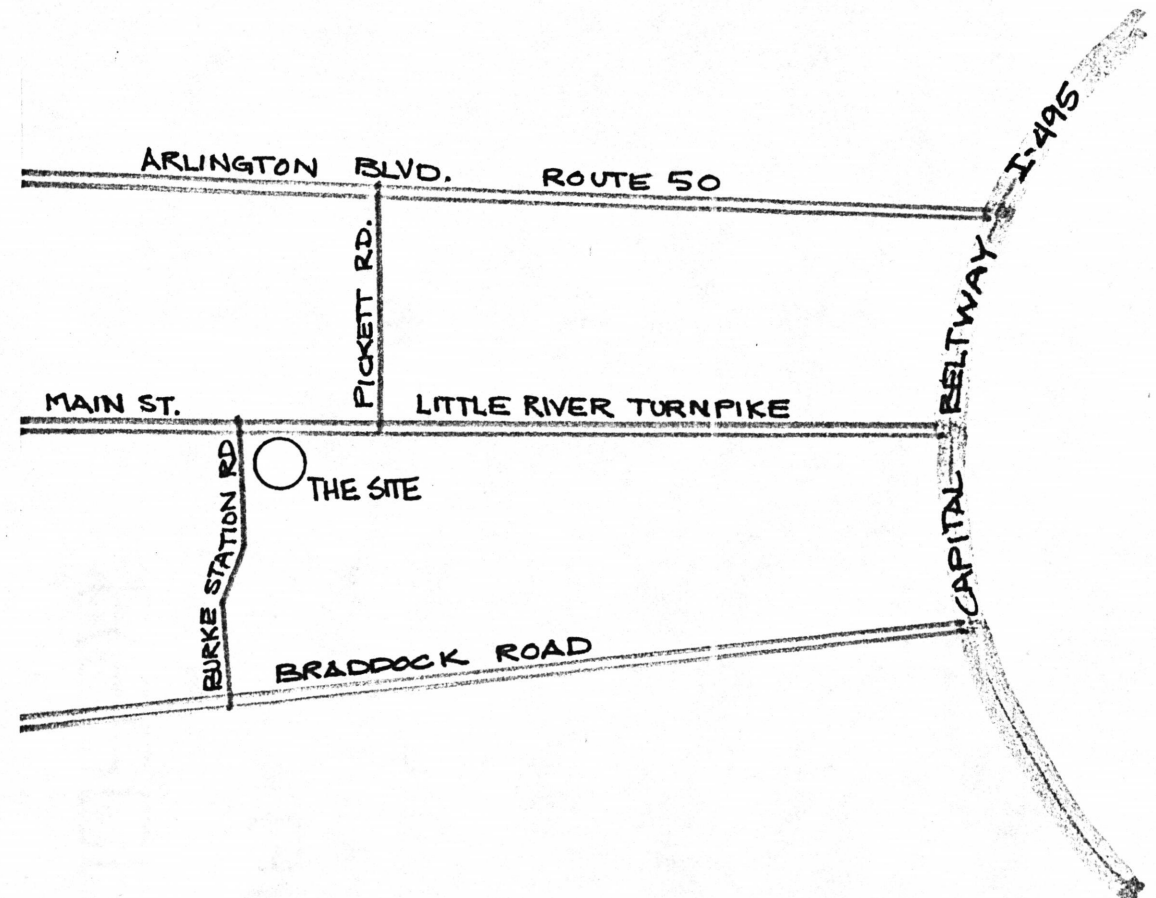 I-495
ARLINGTON BLVD.
ROUTE 50
PICKETT RD.
CAPITAL BELTWAY
MAIN ST.
LITTLE RIVER TURNPIKE
BURKE STATION RD
THE SITE
BRADDOCK ROAD